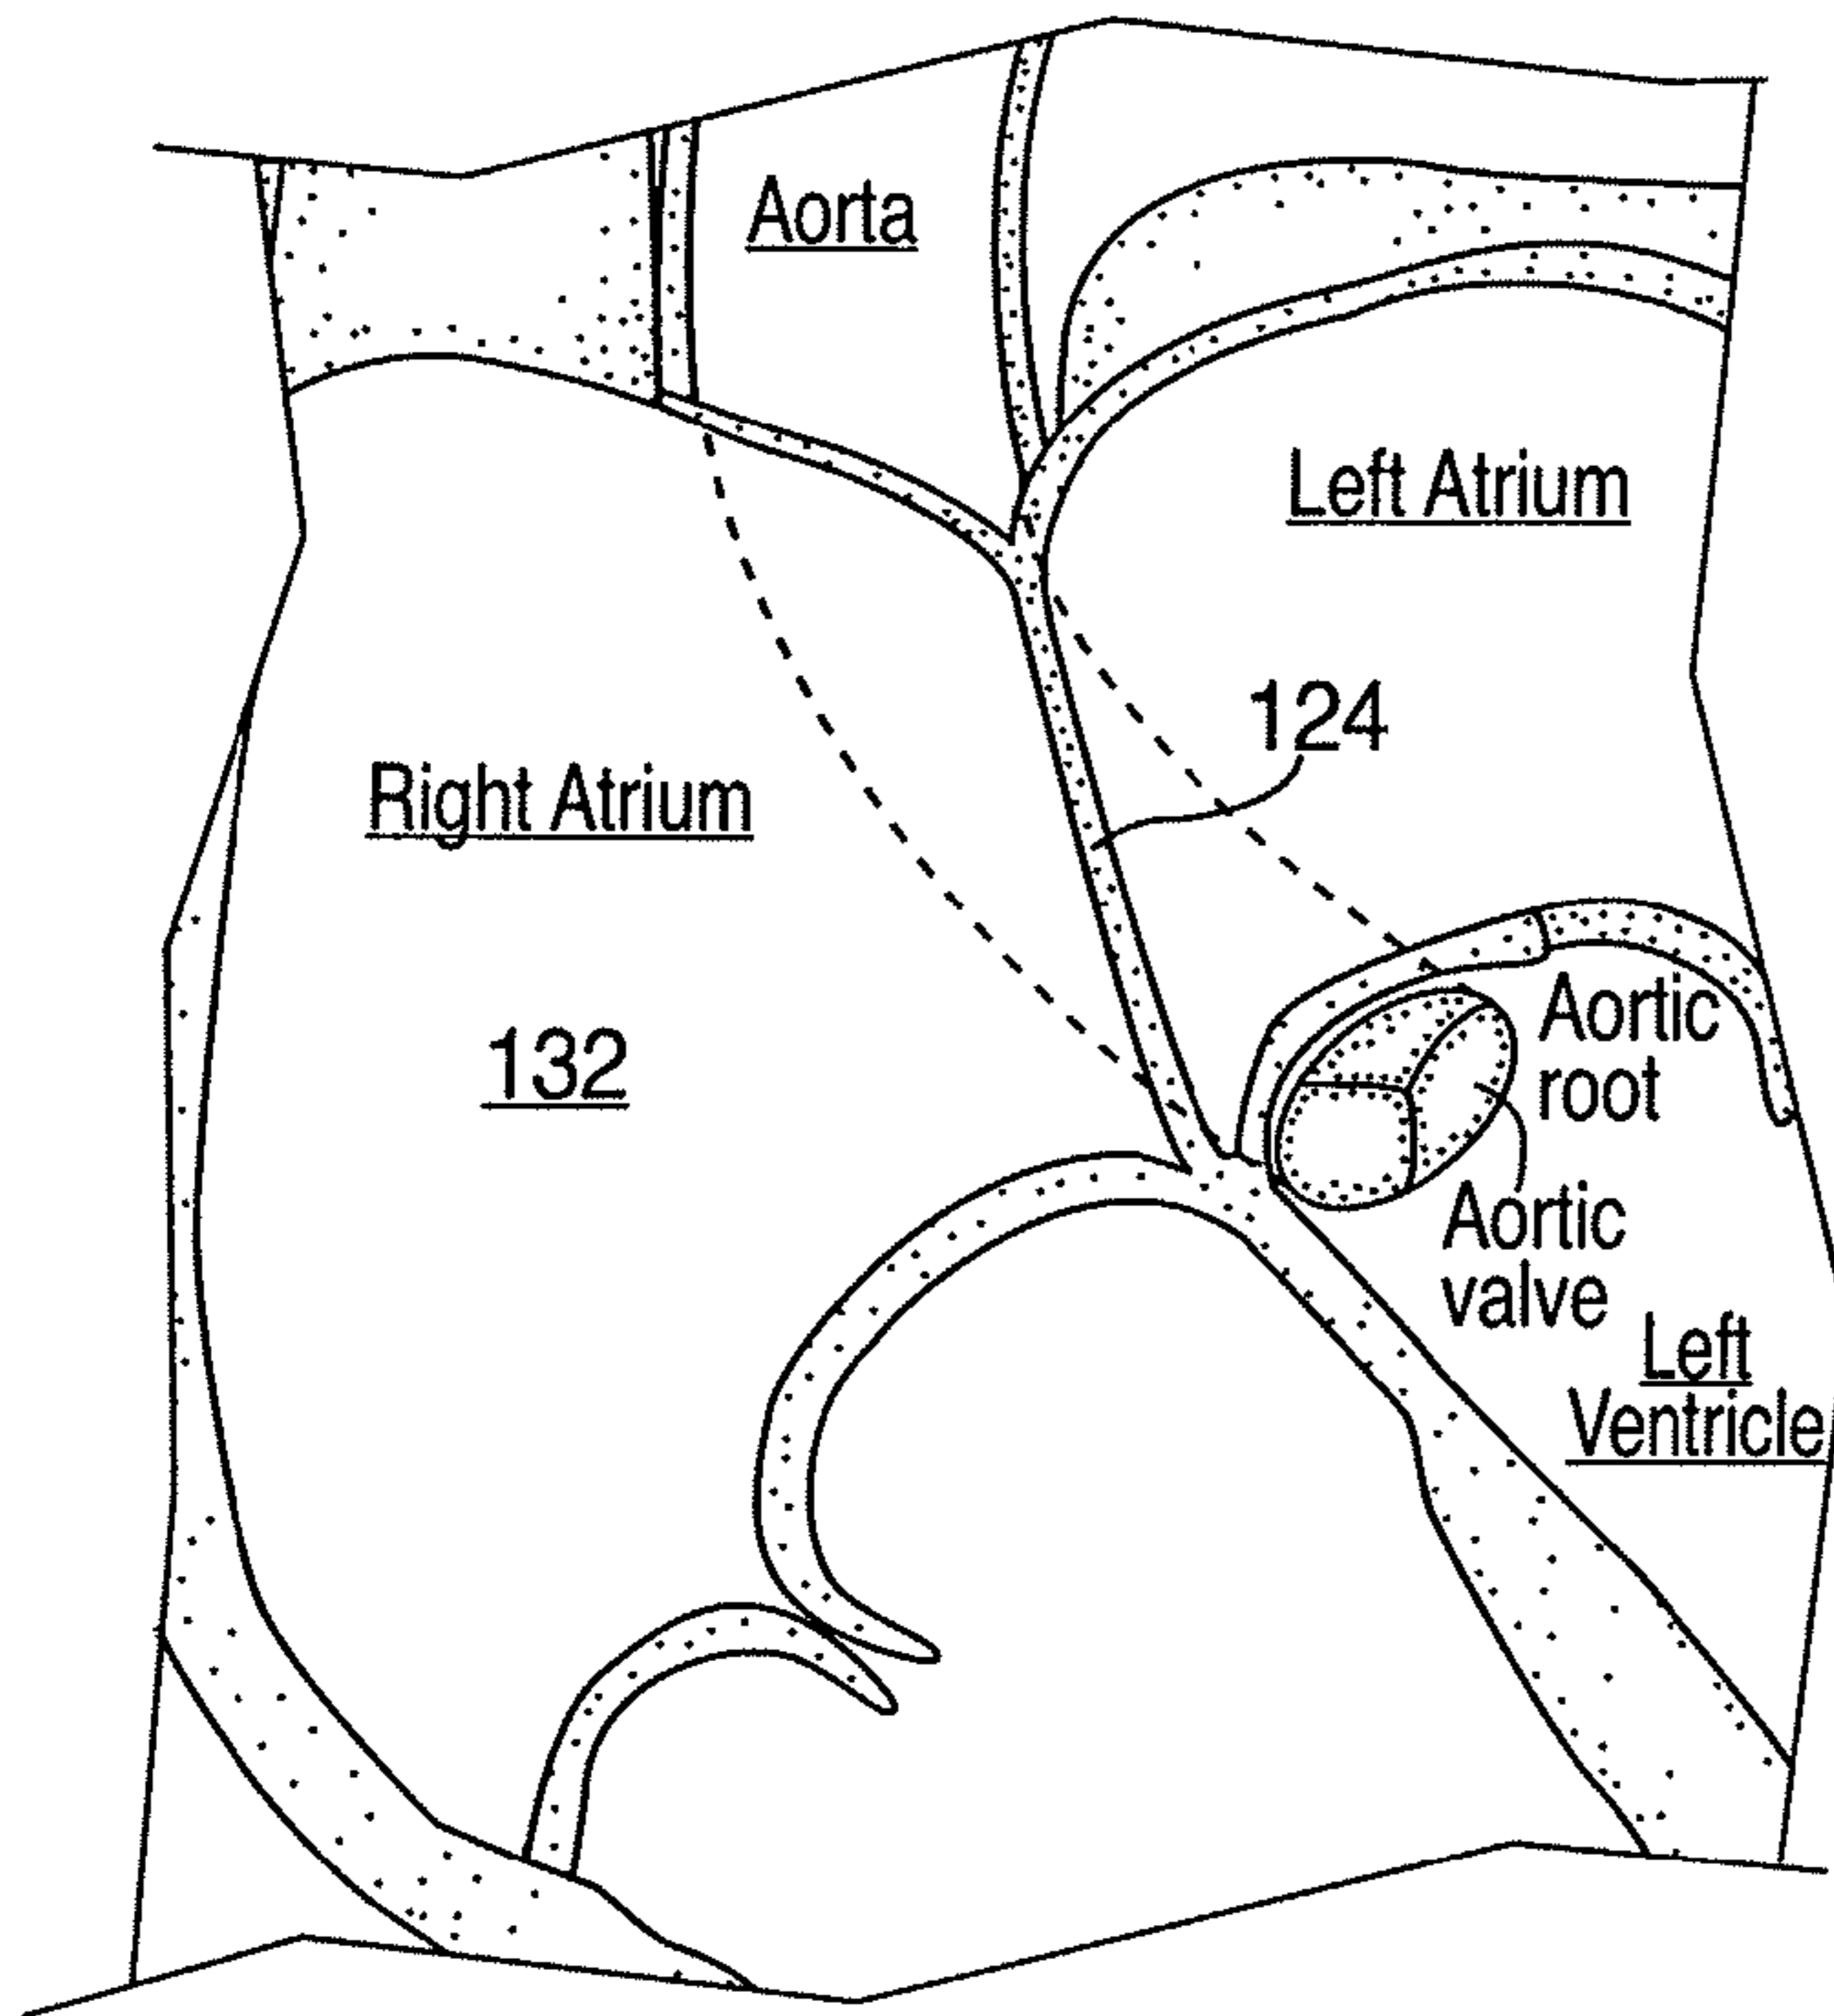 Aorta
Left Atrium
124
Right Atrium
132
Aortic
root
Aortic
valve
Left
Ventricle